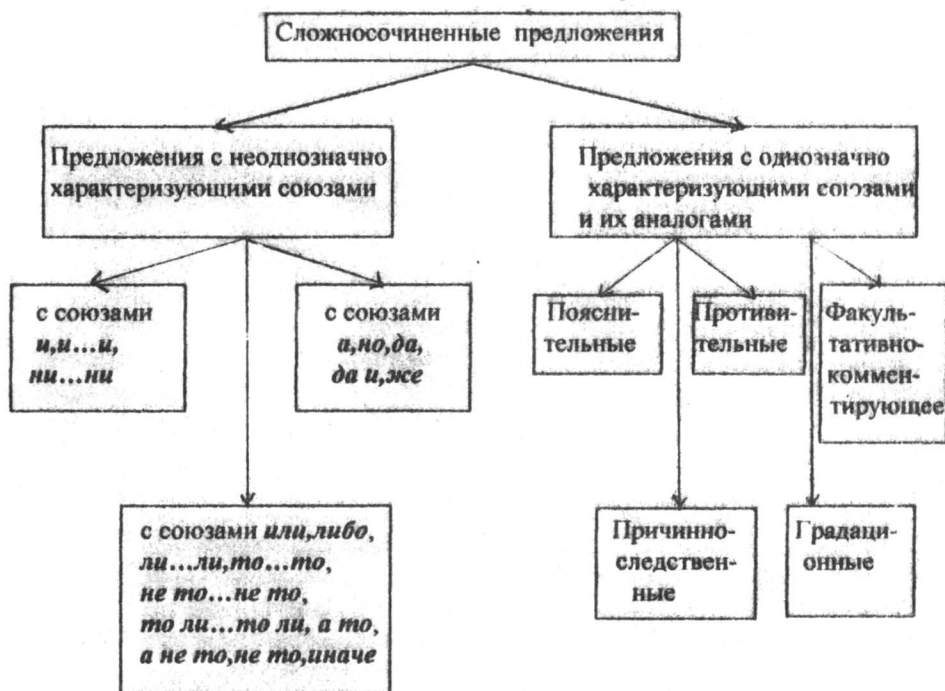 Сложносочиненные предложения
Предложения с неоднозначно
характеризующими союзами
Предложения с однозначно
характеризующими союзами
и их аналогами
с союзами
и,и...и,
ни...ни
с союзами
а,но,да,
да и,же
Поясни-
тельные
Противи-
тельные
Факуль-
тативно-
коммен-
тирующее
с союзами или,либо,
ли...ли,то...то,
не то...не то,
то ли...то ли, а то,
а не то,не то,иначе
Причинно-
следствен-
ные
Градаци-
онные